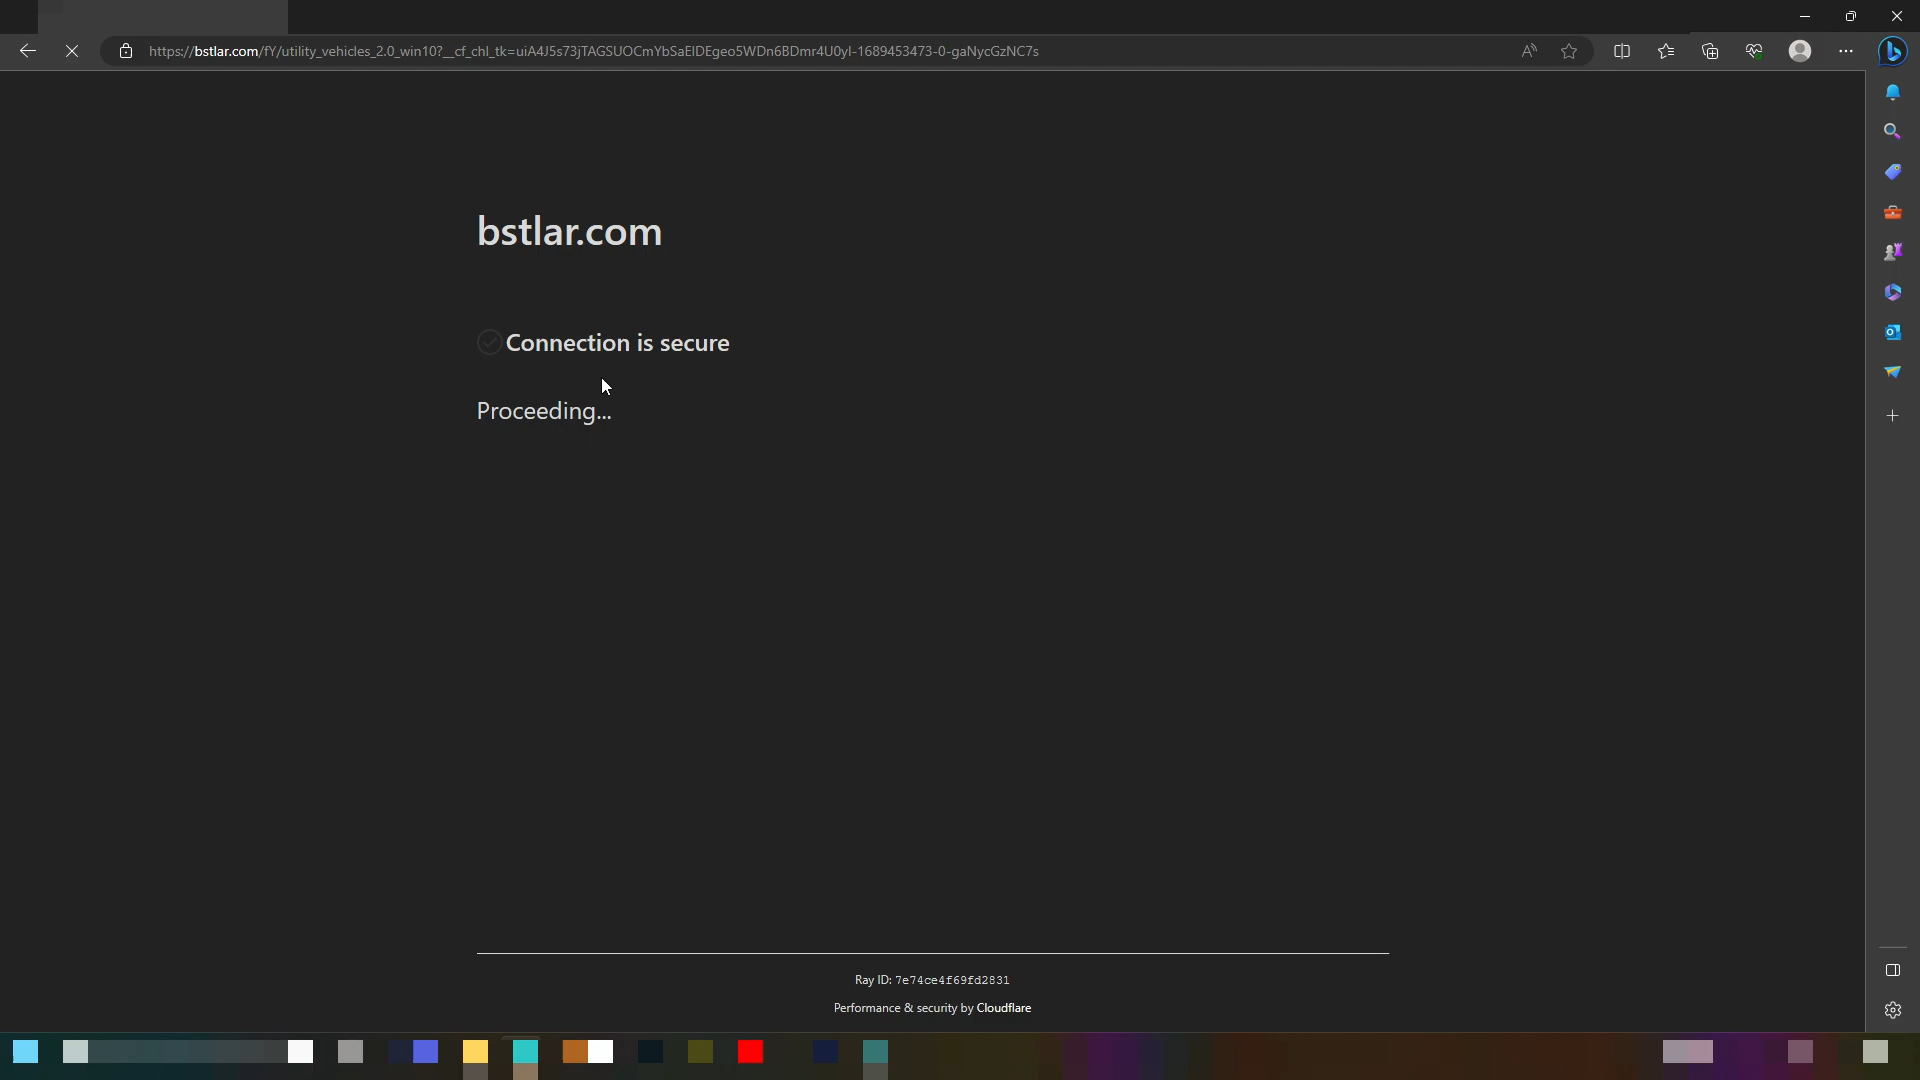 https://bstlar.com/fY/utility_vehicles_2.0_win10?__cf_chl_tk=uiA4J5s73jTAGSUOCmYbSaEIDEgeo5WDn6BDmr4U0yI-1689453473-0-gaNycGzNC7s
bstlar.com
Connection is secure
Proceeding...
Ray ID: 7e74ce4f69fd2831
Performance & security by Cloudflare